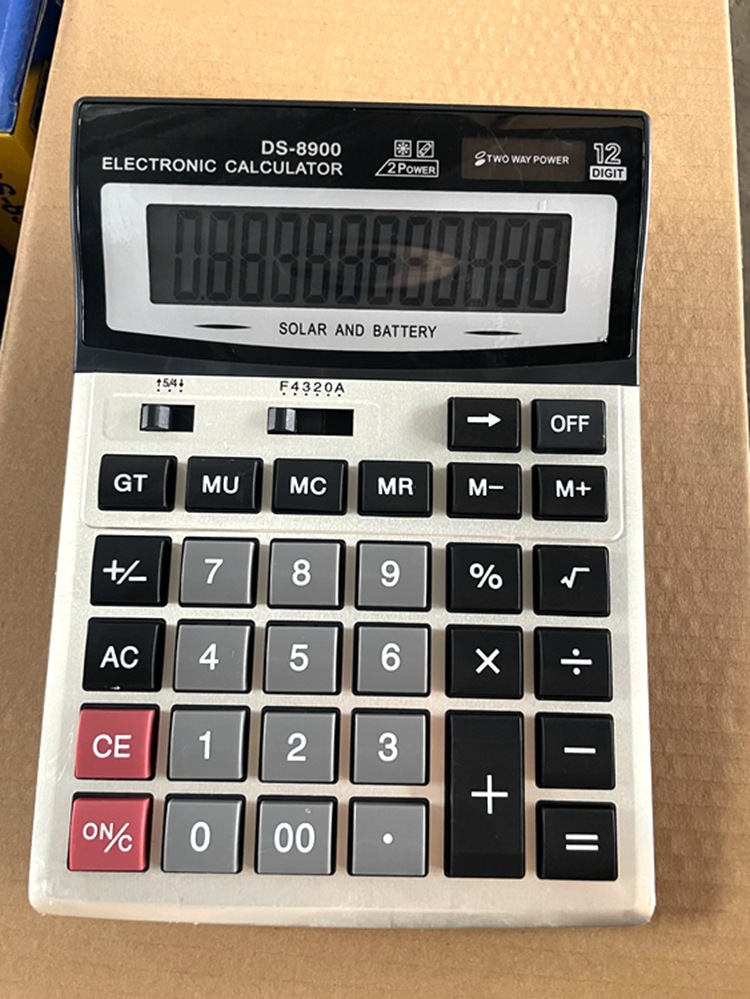 DS-8900
ELECTRONIC CALCULATOR
2 POWER
TWO WAY POWER
12
DIGIT
SOLAR AND BATTERY
↑5/4↓
F4320A
→ OFF
GT MU MC MR M− M+
+/− 7 8 9 % √
AC 4 5 6 × ÷
CE 1 2 3 + −
ON/C 0 00 · =